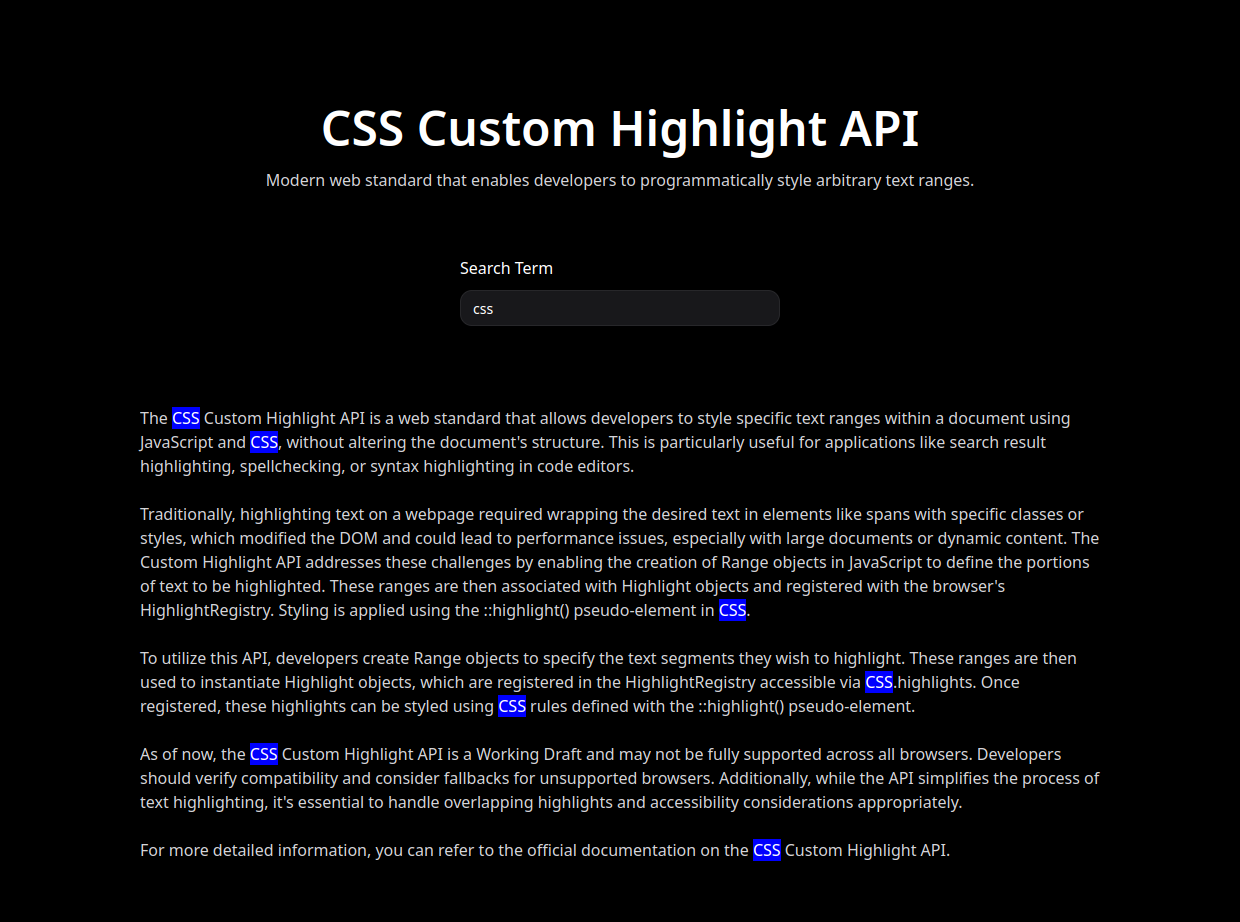 CSS Custom Highlight API
Modern web standard that enables developers to programmatically style arbitrary text ranges.
Search Term
css
The CSS Custom Highlight API is a web standard that allows developers to style specific text ranges within a document using
JavaScript and CSS, without altering the document's structure. This is particularly useful for applications like search result
highlighting, spellchecking, or syntax highlighting in code editors.
Traditionally, highlighting text on a webpage required wrapping the desired text in elements like spans with specific classes or
styles, which modified the DOM and could lead to performance issues, especially with large documents or dynamic content. The
Custom Highlight API addresses these challenges by enabling the creation of Range objects in JavaScript to define the portions
of text to be highlighted. These ranges are then associated with Highlight objects and registered with the browser's
HighlightRegistry. Styling is applied using the ::highlight() pseudo-element in CSS.
To utilize this API, developers create Range objects to specify the text segments they wish to highlight. These ranges are then
used to instantiate Highlight objects, which are registered in the HighlightRegistry accessible via CSS.highlights. Once
registered, these highlights can be styled using CSS rules defined with the ::highlight() pseudo-element.
As of now, the CSS Custom Highlight API is a Working Draft and may not be fully supported across all browsers. Developers
should verify compatibility and consider fallbacks for unsupported browsers. Additionally, while the API simplifies the process of
text highlighting, it's essential to handle overlapping highlights and accessibility considerations appropriately.
For more detailed information, you can refer to the official documentation on the CSS Custom Highlight API.